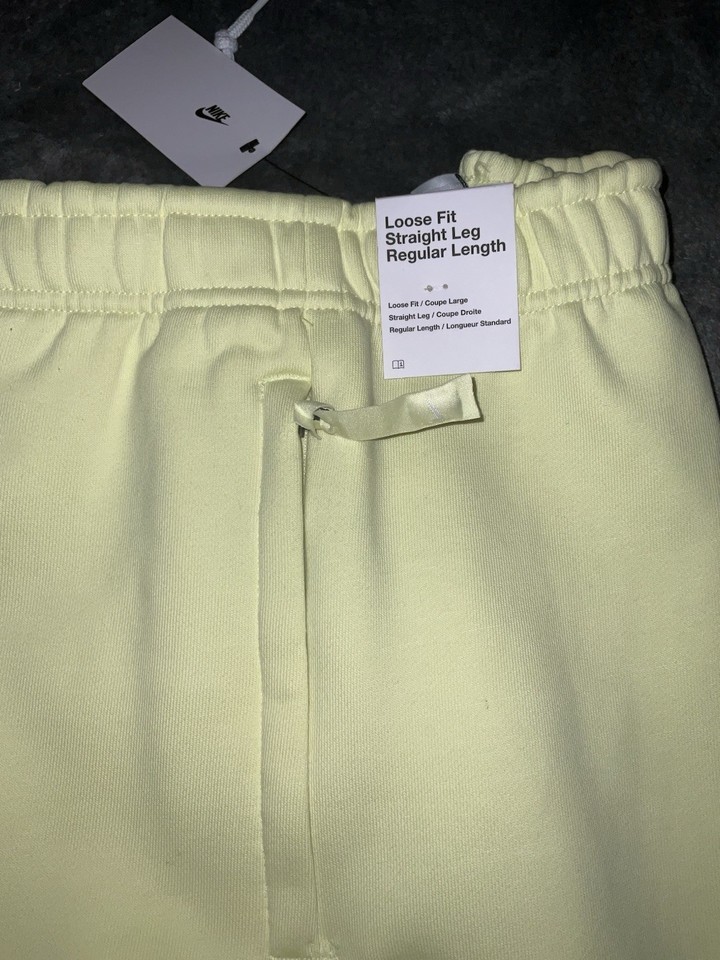 NIKE
Loose Fit
Straight Leg
Regular Length
Loose Fit / Coupe Large
Straight Leg / Coupe Droite
Regular Length / Longueur Standard
1